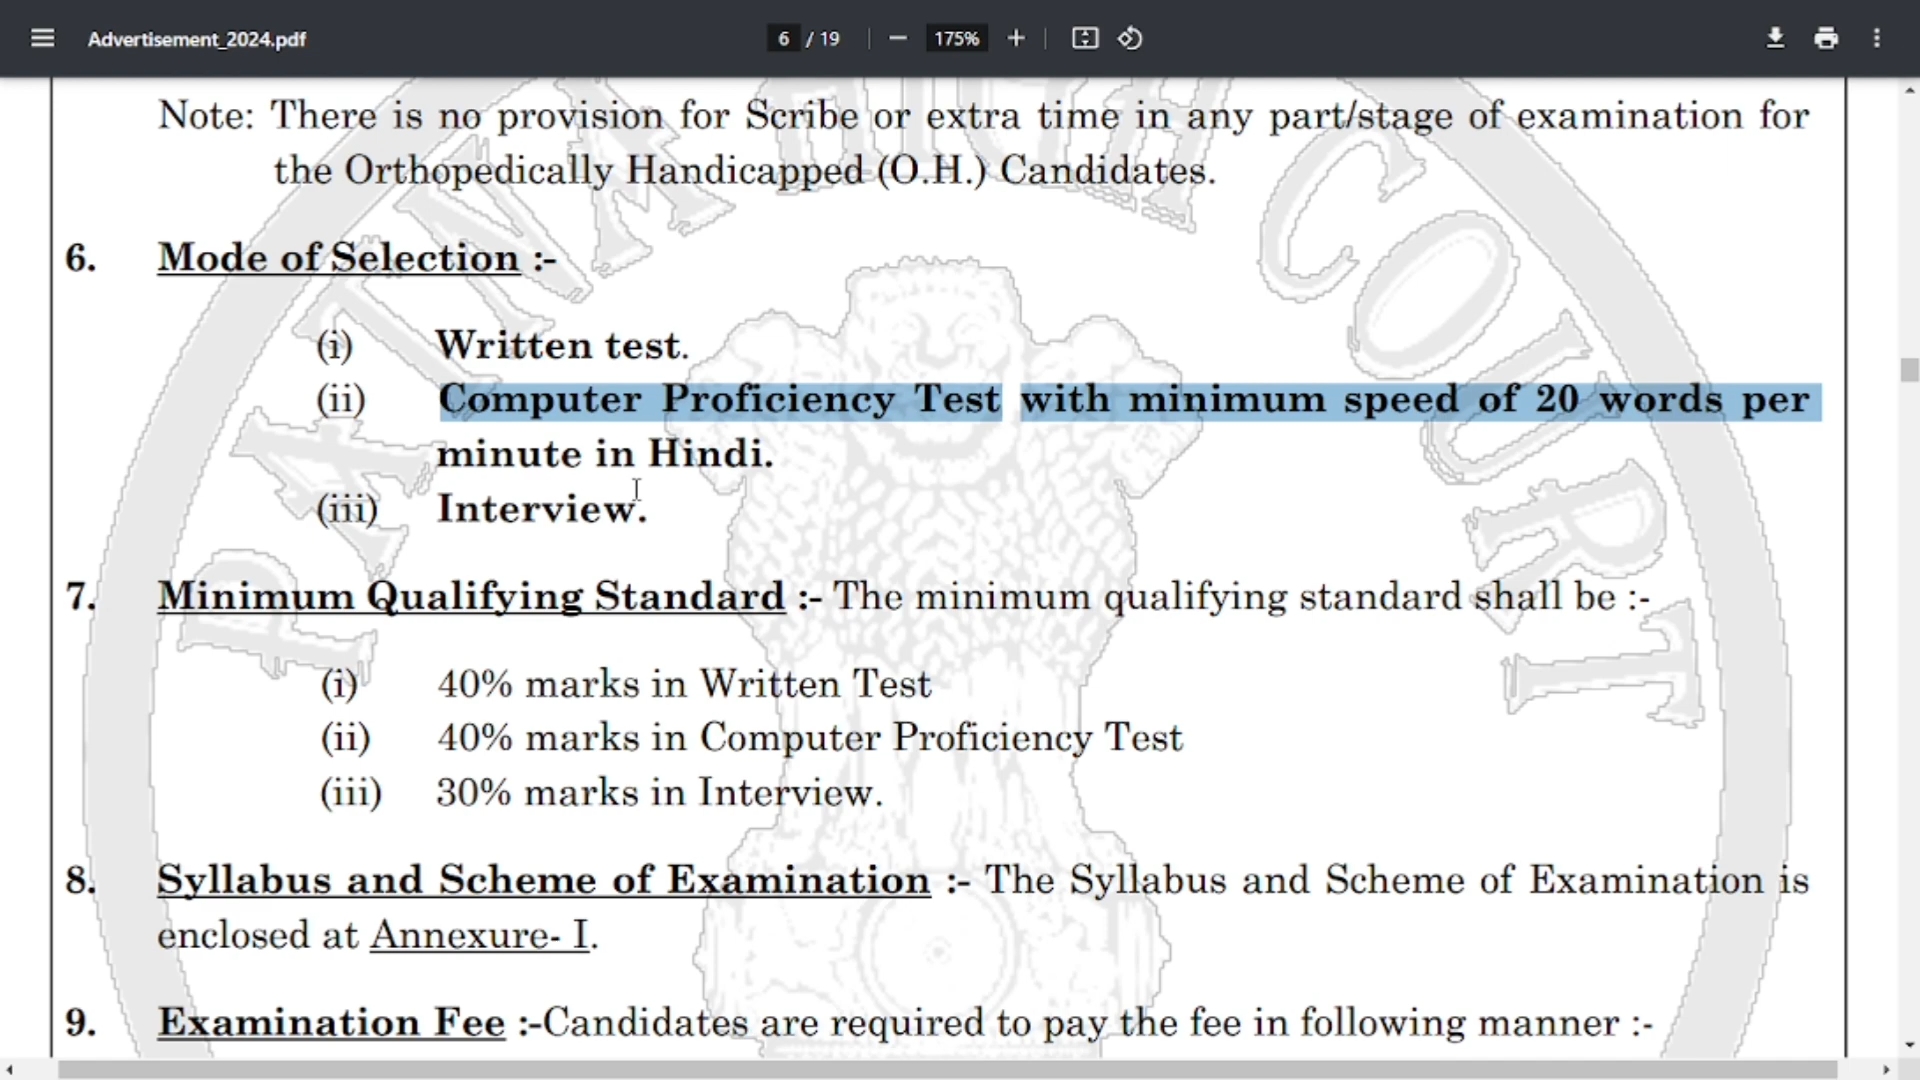 Advertisement_2024.pdf
6 / 19
175%
Note: There is no provision for Scribe or extra time in any part/stage of examination for
the Orthopedically Handicapped (O.H.) Candidates.
6. Mode of Selection :-
(i) Written test.
(ii) Computer Proficiency Test with minimum speed of 20 words per
minute in Hindi.
(iii) Interview.
7. Minimum Qualifying Standard :- The minimum qualifying standard shall be :-
(i) 40% marks in Written Test
(ii) 40% marks in Computer Proficiency Test
(iii) 30% marks in Interview.
8. Syllabus and Scheme of Examination :- The Syllabus and Scheme of Examination is
enclosed at Annexure- I.
9. Examination Fee :-Candidates are required to pay the fee in following manner :-
PATNA HIGH COURT